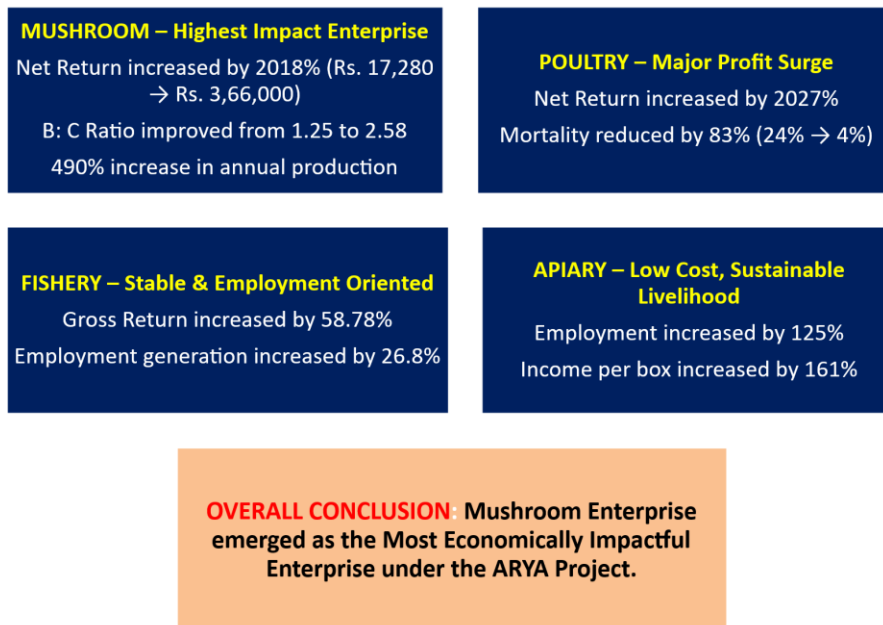 MUSHROOM – Highest Impact Enterprise
Net Return increased by 2018% (Rs. 17,280
→ Rs. 3,66,000)
B: C Ratio improved from 1.25 to 2.58
490% increase in annual production
POULTRY – Major Profit Surge
Net Return increased by 2027%
Mortality reduced by 83% (24% → 4%)
FISHERY – Stable & Employment Oriented
Gross Return increased by 58.78%
Employment generation increased by 26.8%
APIARY – Low Cost, Sustainable
Livelihood
Employment increased by 125%
Income per box increased by 161%
OVERALL CONCLUSION: Mushroom Enterprise
emerged as the Most Economically Impactful
Enterprise under the ARYA Project.